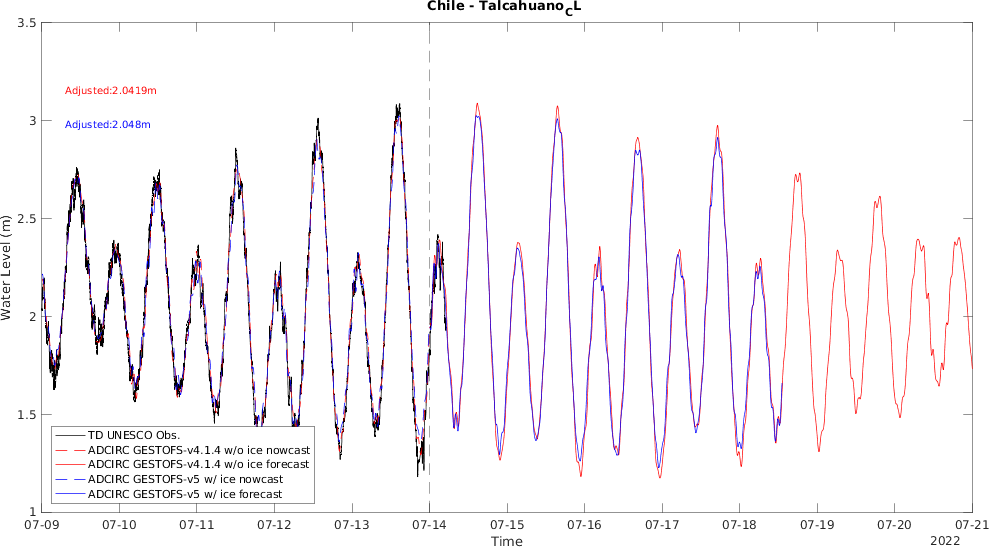 Chile - Talcahuano_CL
3.5
3
2.5
2
1.5
1
Water Level (m)
Adjusted:2.0419m
Adjusted:2.048m
TD UNESCO Obs.
ADCIRC GESTOFS-v4.1.4 w/o ice nowcast
ADCIRC GESTOFS-v4.1.4 w/o ice forecast
ADCIRC GESTOFS-v5 w/ ice nowcast
ADCIRC GESTOFS-v5 w/ ice forecast
07-09 07-10 07-11 07-12 07-13 07-14 07-15 07-16 07-17 07-18 07-19 07-20 07-21
Time
2022